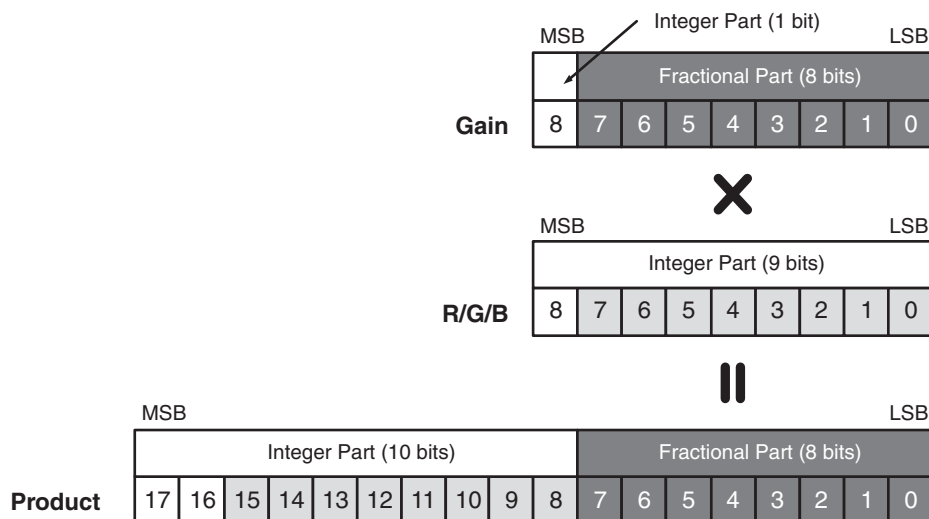 Integer Part (1 bit)
MSB LSB
Fractional Part (8 bits)
Gain 8 7 6 5 4 3 2 1 0
MSB LSB
Integer Part (9 bits)
R/G/B 8 7 6 5 4 3 2 1 0
MSB LSB
Integer Part (10 bits) Fractional Part (8 bits)
Product 17 16 15 14 13 12 11 10 9 8 7 6 5 4 3 2 1 0